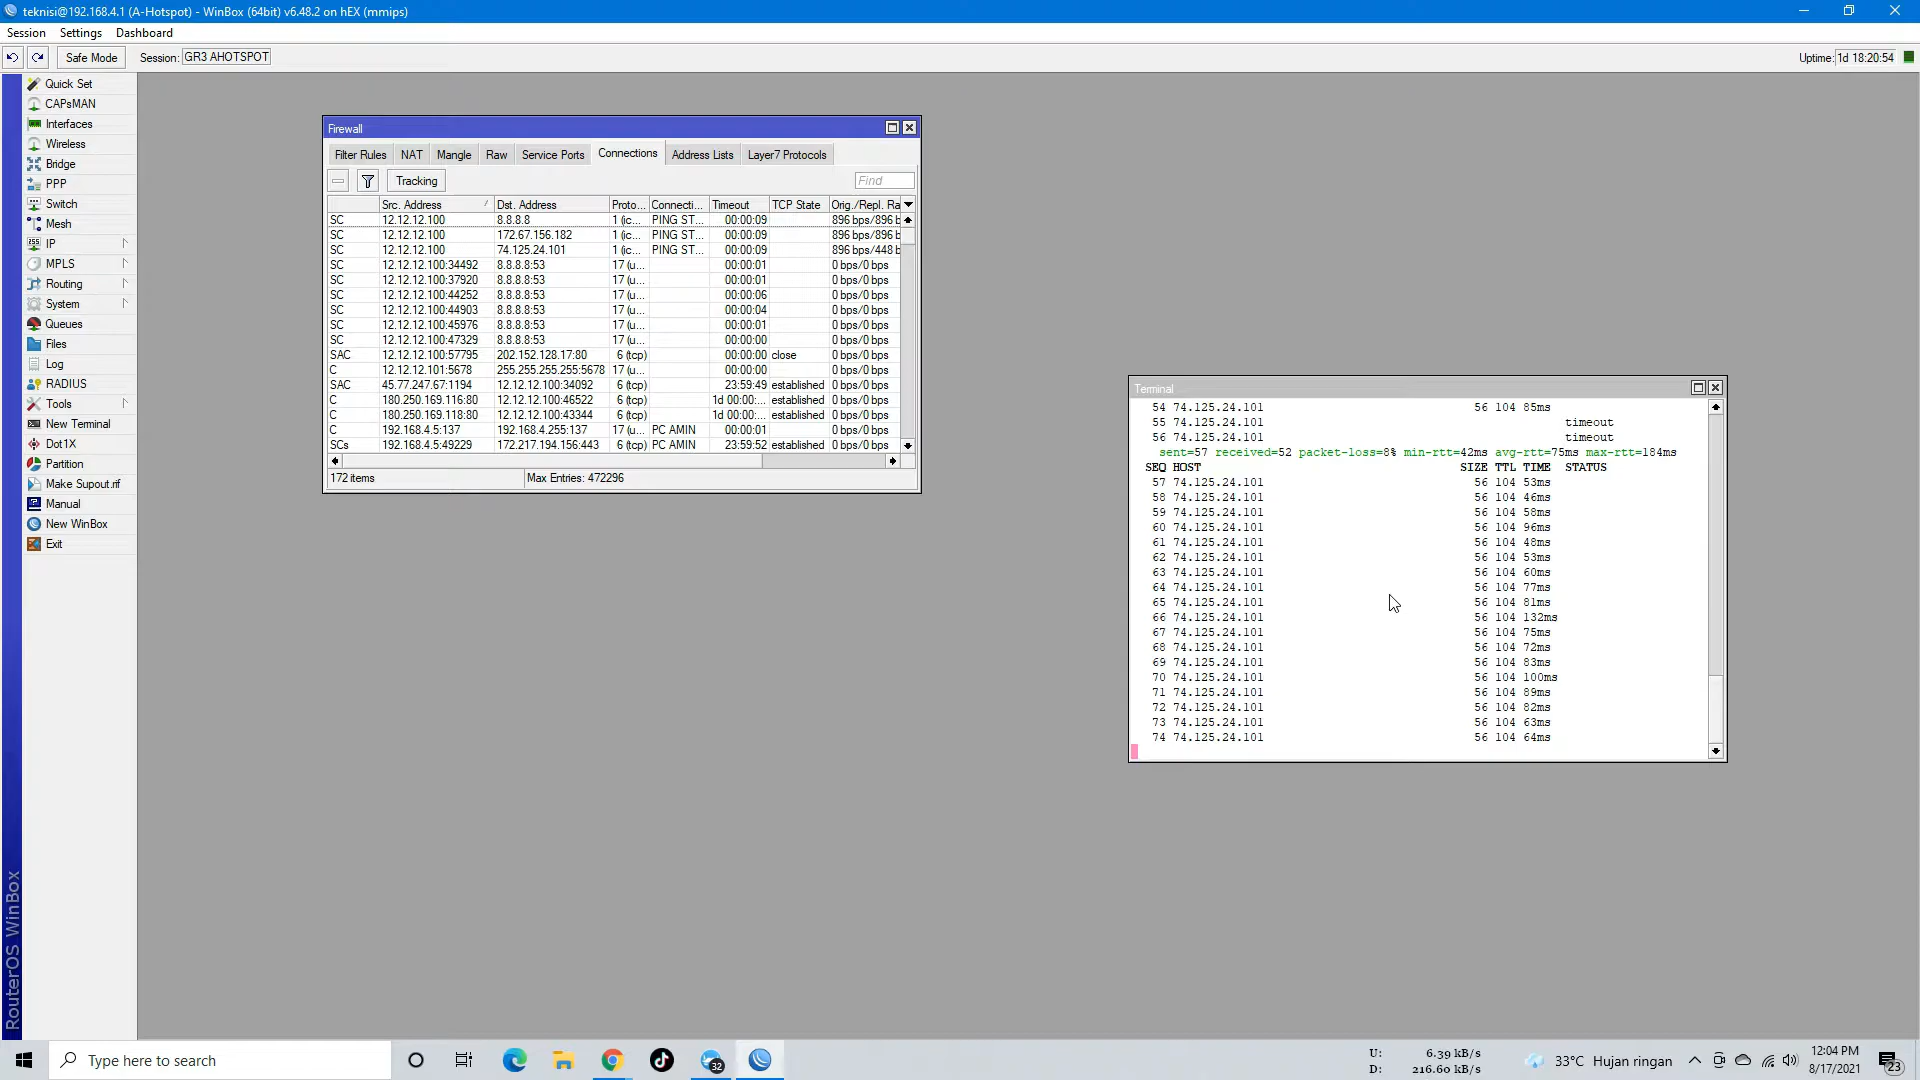 teknisi@192.168.4.1 (A-Hotspot) - WinBox (64bit) v6.48.2 on hEX (mmips)
Session Settings Dashboard
Safe Mode Session: GR3 AHOTSPOT Uptime: 1d 18:20:54
Quick Set
CAPsMAN
Interfaces
Wireless
Bridge
PPP
Switch
Mesh
IP
MPLS
Routing
System
Queues
Files
Log
RADIUS
Tools
New Terminal
Dot1X
Partition
Make Supout.rif
Manual
New WinBox
Exit
RouterOS WinBox
Firewall
Filter Rules NAT Mangle Raw Service Ports Connections Address Lists Layer7 Protocols
Tracking Find
Src. Address Dst. Address Proto... Connecti... Timeout TCP State Orig./Repl. Ra
SC 12.12.12.100 8.8.8.8 1 (ic... PING ST... 00:00:09 896 bps/896 b
SC 12.12.12.100 172.67.156.182 1 (ic... PING ST... 00:00:09 896 bps/896 b
SC 12.12.12.100 74.125.24.101 1 (ic... PING ST... 00:00:09 896 bps/448 b
SC 12.12.12.100:34492 8.8.8.8:53 17 (u... 00:00:01 0 bps/0 bps
SC 12.12.12.100:37920 8.8.8.8:53 17 (u... 00:00:01 0 bps/0 bps
SC 12.12.12.100:44252 8.8.8.8:53 17 (u... 00:00:06 0 bps/0 bps
SC 12.12.12.100:44903 8.8.8.8:53 17 (u... 00:00:04 0 bps/0 bps
SC 12.12.12.100:45976 8.8.8.8:53 17 (u... 00:00:01 0 bps/0 bps
SC 12.12.12.100:47329 8.8.8.8:53 17 (u... 00:00:00 0 bps/0 bps
SAC 12.12.12.100:57795 202.152.128.17:80 6 (tcp) 00:00:00 close 0 bps/0 bps
C 12.12.12.101:5678 255.255.255.255:5678 17 (u... 00:00:00 0 bps/0 bps
SAC 45.77.247.67:1194 12.12.12.100:34092 6 (tcp) 23:59:49 established 0 bps/0 bps
C 180.250.169.116:80 12.12.12.100:46522 6 (tcp) 1d 00:00:... established 0 bps/0 bps
C 180.250.169.118:80 12.12.12.100:43344 6 (tcp) 1d 00:00:... established 0 bps/0 bps
C 192.168.4.5:137 192.168.4.255:137 17 (u... PC AMIN 00:00:01 0 bps/0 bps
SCs 192.168.4.5:49229 172.217.194.156:443 6 (tcp) PC AMIN 23:59:52 established 0 bps/0 bps
172 items Max Entries: 472296
Terminal
54 74.125.24.101 56 104 85ms
55 74.125.24.101 timeout
56 74.125.24.101 timeout
sent=57 received=52 packet-loss=8% min-rtt=42ms avg-rtt=75ms max-rtt=184ms
SEQ HOST SIZE TTL TIME STATUS
57 74.125.24.101 56 104 53ms
58 74.125.24.101 56 104 46ms
59 74.125.24.101 56 104 58ms
60 74.125.24.101 56 104 96ms
61 74.125.24.101 56 104 48ms
62 74.125.24.101 56 104 53ms
63 74.125.24.101 56 104 60ms
64 74.125.24.101 56 104 77ms
65 74.125.24.101 56 104 81ms
66 74.125.24.101 56 104 132ms
67 74.125.24.101 56 104 75ms
68 74.125.24.101 56 104 72ms
69 74.125.24.101 56 104 83ms
70 74.125.24.101 56 104 100ms
71 74.125.24.101 56 104 89ms
72 74.125.24.101 56 104 82ms
73 74.125.24.101 56 104 63ms
74 74.125.24.101 56 104 64ms
Type here to search
32
U: 6.39 kB/s
D: 216.60 kB/s
33°C Hujan ringan
12:04 PM
8/17/2021
23